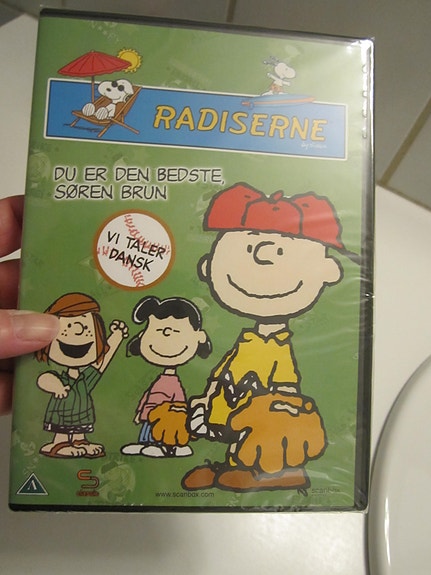 RADISERNE
DU ER DEN BEDSTE,
SØREN BRUN
VI TALER
DANSK
A
www.scanbox.com